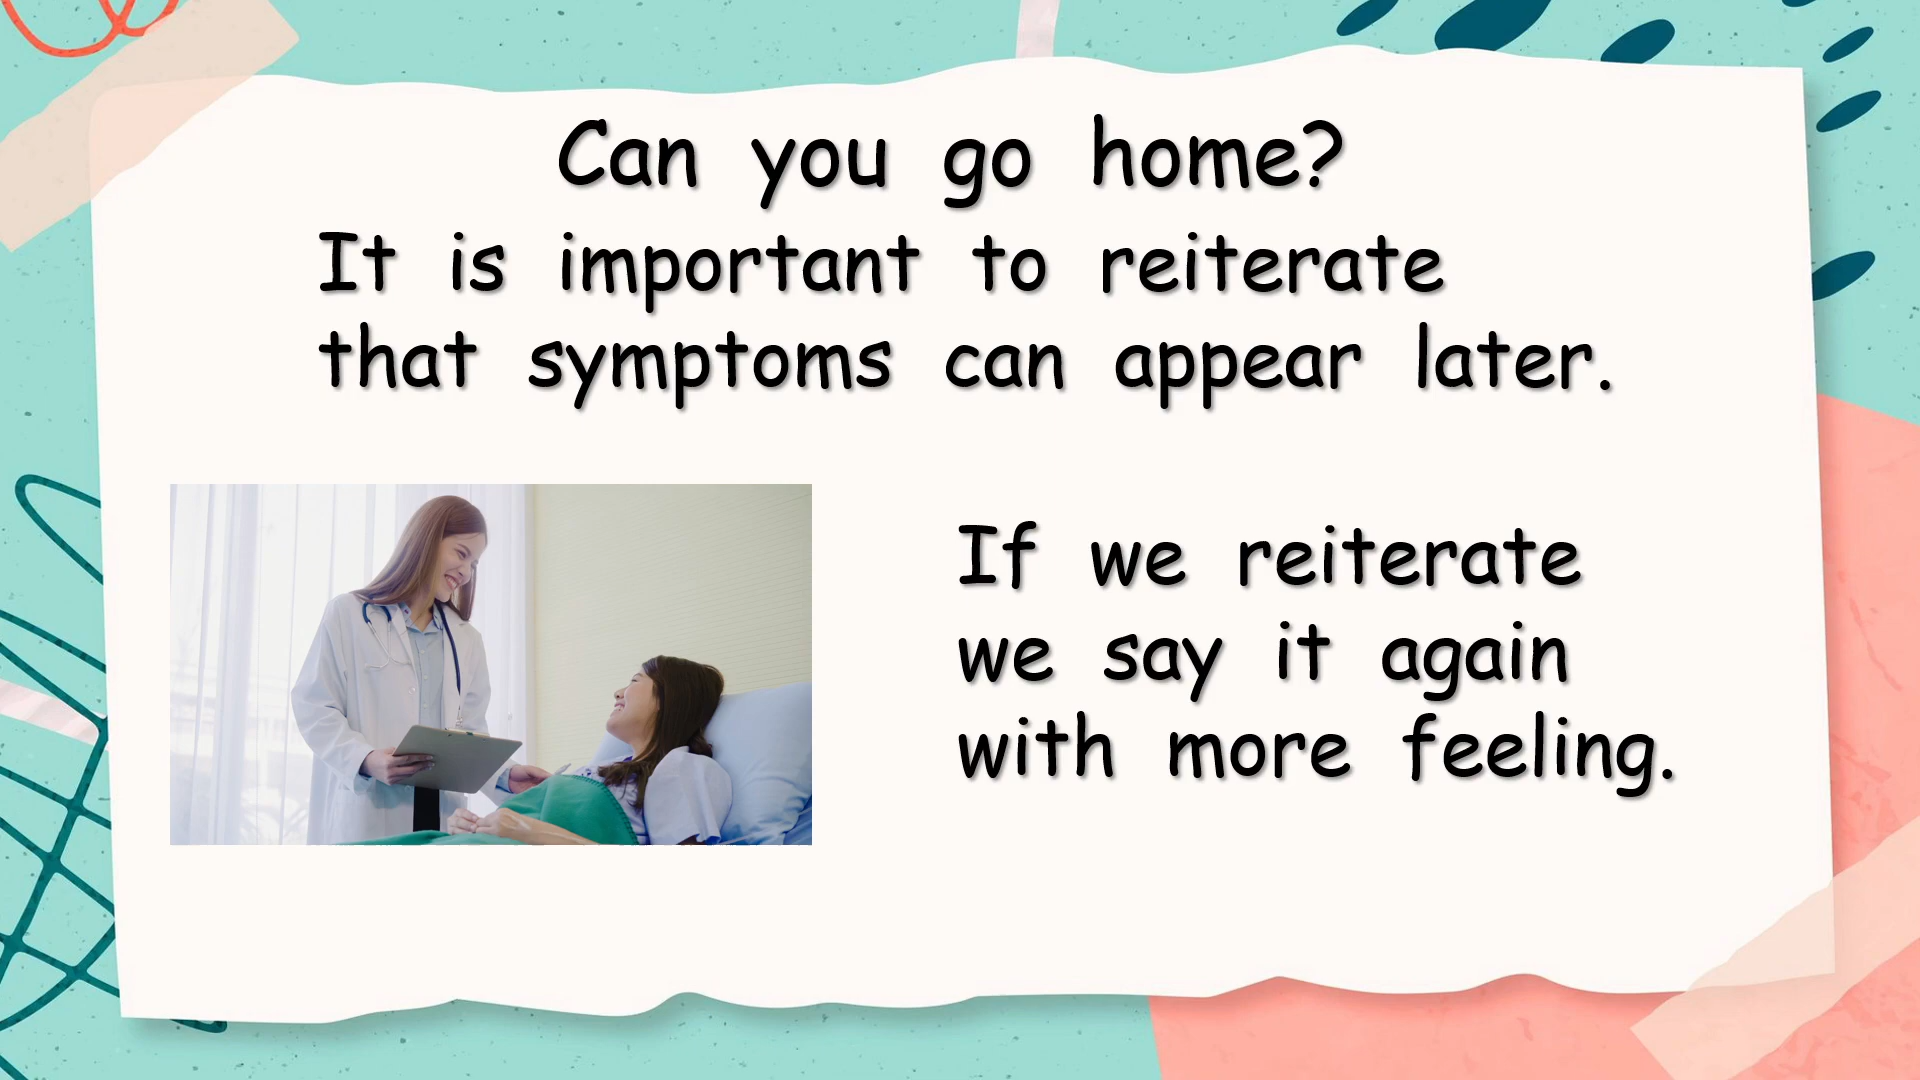 Can you go home?
It is important to reiterate
that symptoms can appear later.
If we reiterate
we say it again
with more feeling.